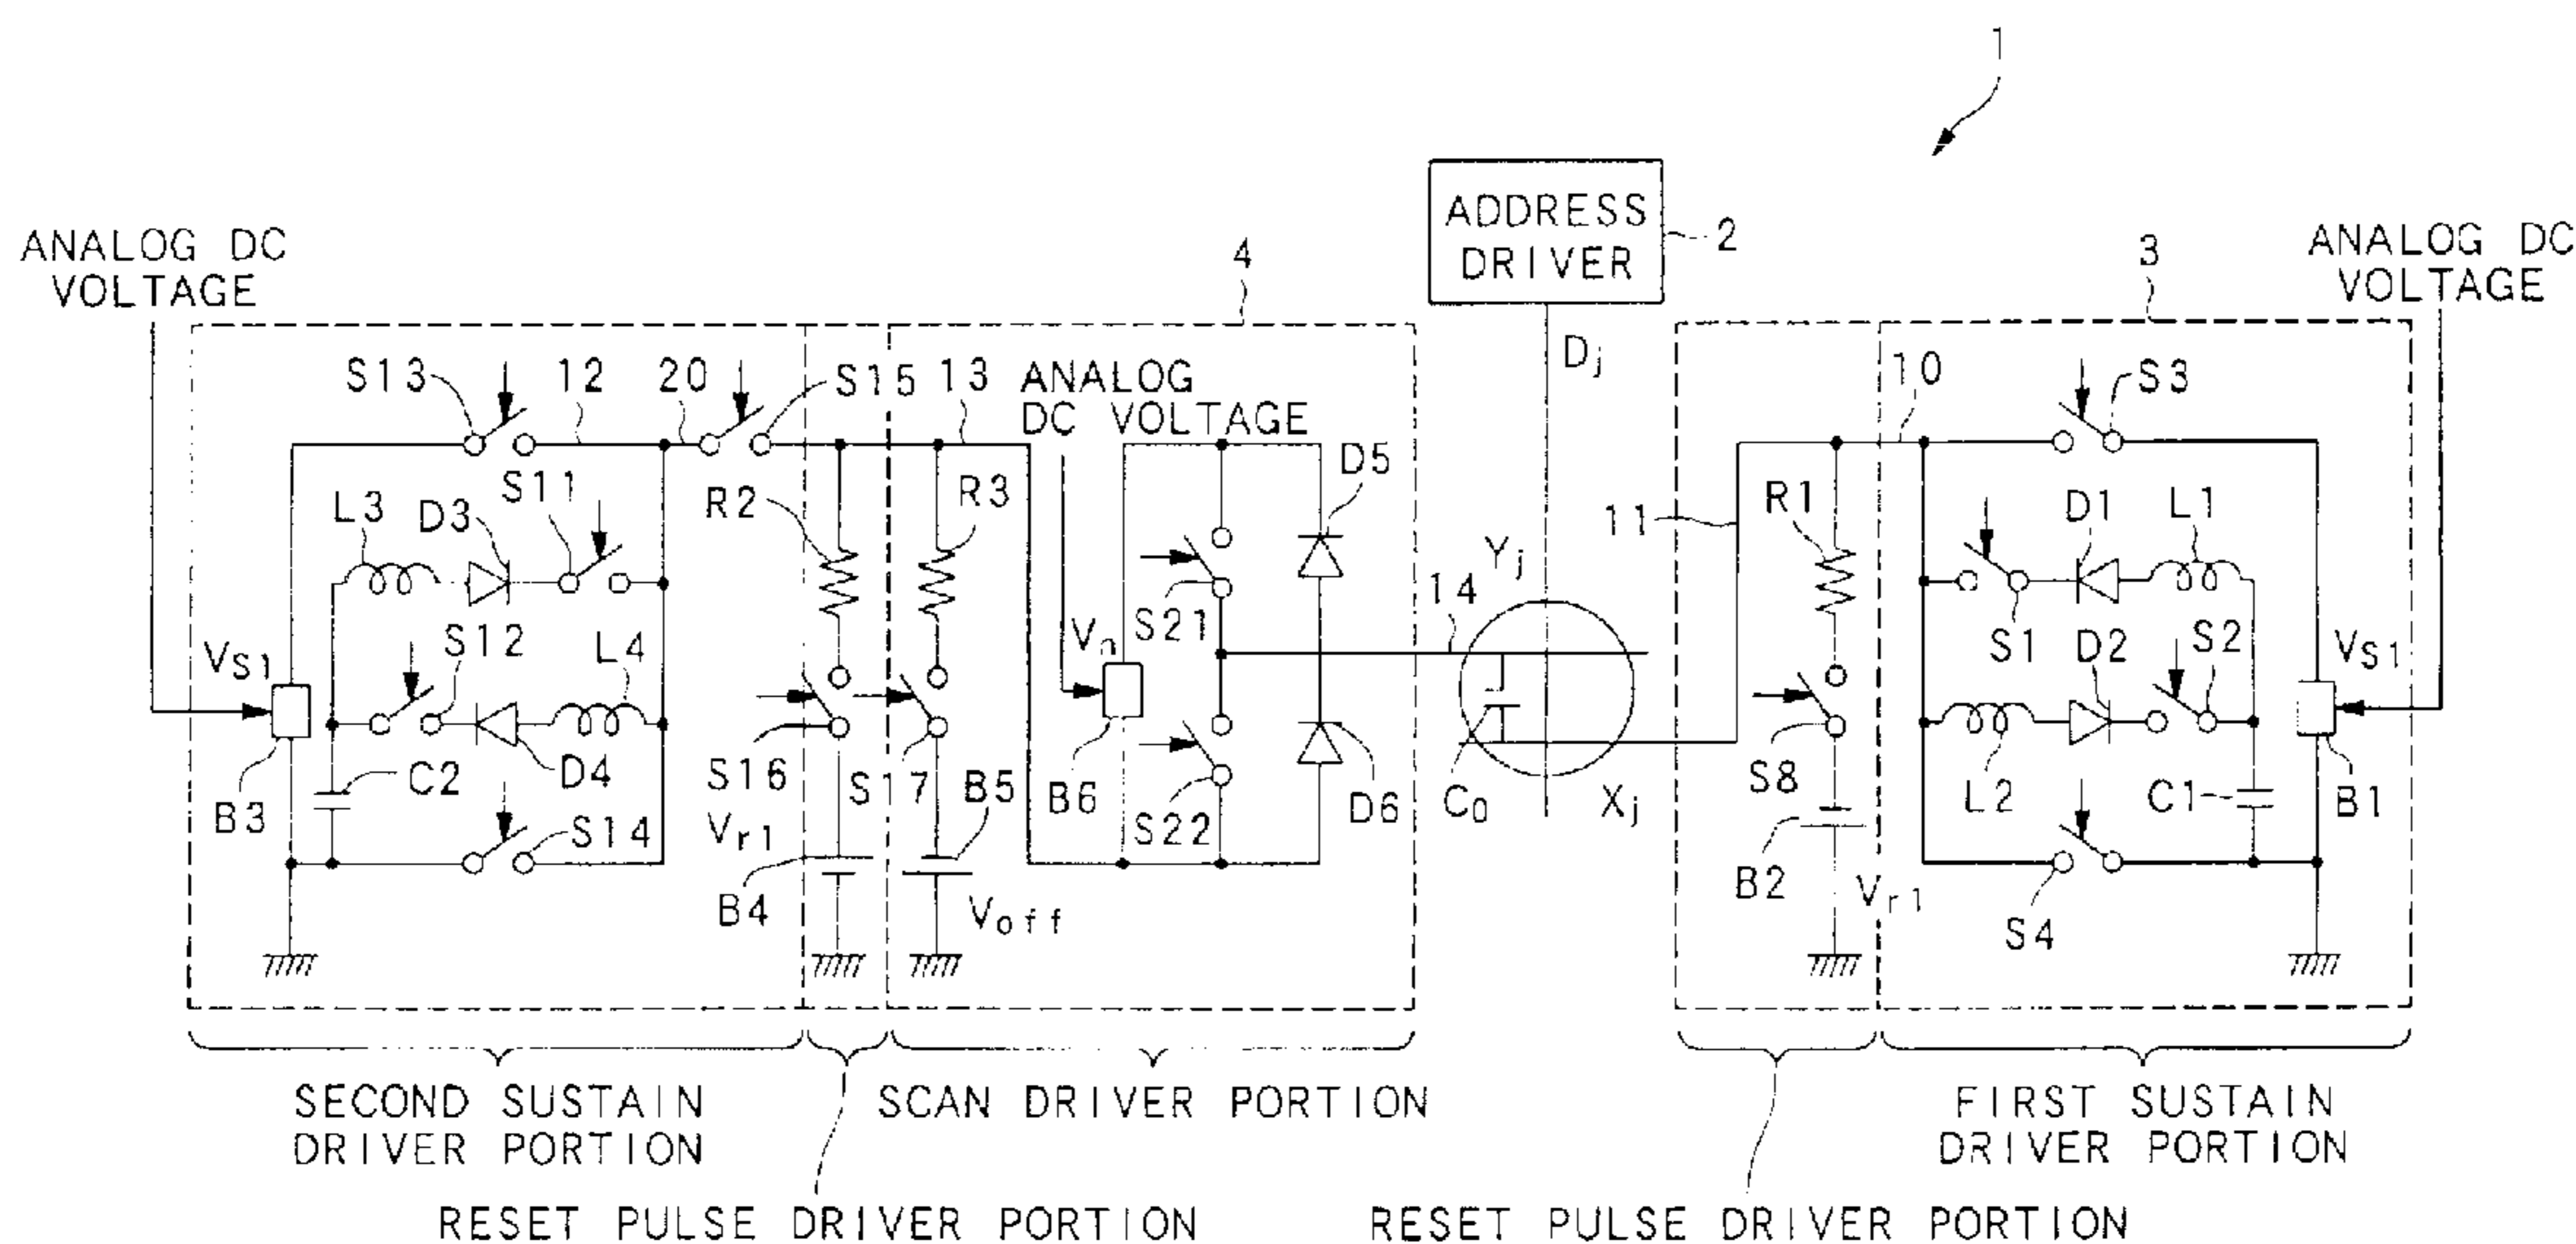 1
ADDRESS
DRIVER
2
ANALOG DC
VOLTAGE
4
3
ANALOG DC
VOLTAGE
Dj
S13
12
20
S15
13
ANALOG
DC VOLTAGE
10
S3
S11
L3
D3
R2
R3
D5
11
R1
D1
L1
Yj
14
S12
L4
VS1
S21
S1
D2
S2
VS1
B3
C2
D4
S16
S17
B5
B6
S22
D6
C0
Xj
S8
L2
C1
B1
S14
Vr1
B4
Voff
B2
Vr1
S4
SECOND SUSTAIN
DRIVER PORTION
SCAN DRIVER PORTION
FIRST SUSTAIN
DRIVER PORTION
RESET PULSE DRIVER PORTION
RESET PULSE DRIVER PORTION